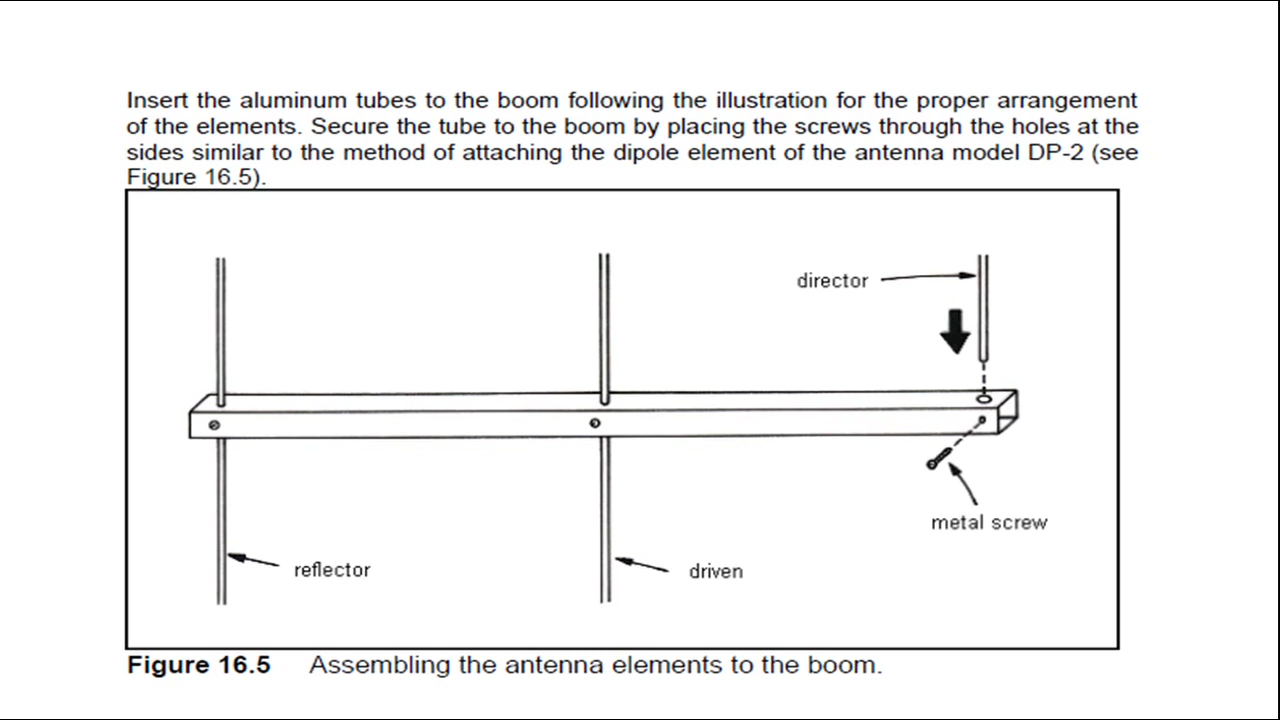 Insert the aluminum tubes to the boom following the illustration for the proper arrangement
of the elements. Secure the tube to the boom by placing the screws through the holes at the
sides similar to the method of attaching the dipole element of the antenna model DP-2 (see
Figure 16.5).
director
metal screw
reflector
driven
Figure 16.5 Assembling the antenna elements to the boom.